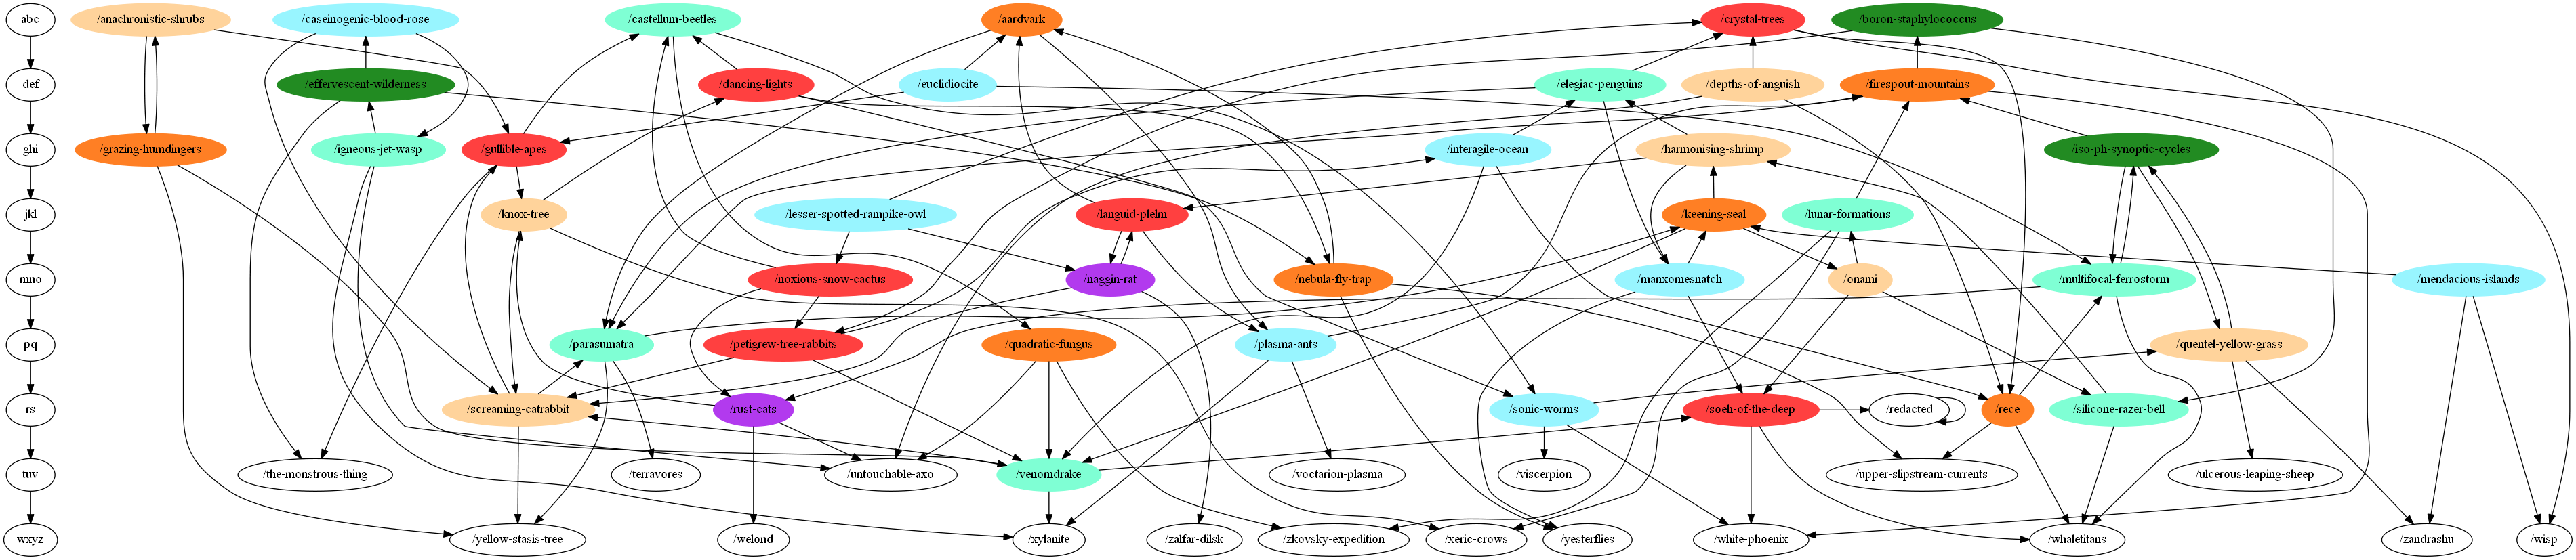 abc
/anachronistic-shrubs
/caseinogenic-blood-rose
/castellum-beetles
/aardvark
/crystal-trees
/boron-staphylococcus
def
/effervescent-wilderness
/dancing-lights
/euclidiocite
/elegiac-penguins
/depths-of-anguish
/firespout-mountains
ghi
/grazing-humdingers
/igneous-jet-wasp
/gullible-apes
/interagile-ocean
/harmonising-shrimp
/iso-ph-synoptic-cycles
jkl
/knox-tree
/lesser-spotted-rampike-owl
/languid-plelm
/keening-seal
/lunar-formations
mno
/noxious-snow-cactus
/naggin-rat
/nebula-fly-trap
/manxomesnatch
/onami
/multifocal-ferrostorm
/mendacious-islands
pq
/parasumatra
/petigrew-tree-rabbits
/quadratic-fungus
/plasma-ants
/quentel-yellow-grass
rs
/screaming-catrabbit
/rust-cats
/sonic-worms
/soeh-of-the-deep
/redacted
/rece
/silicone-razer-bell
tuv
/the-monstrous-thing
/terravores
/untouchable-axo
/venomdrake
/voctarion-plasma
/viscerpion
/upper-slipstream-currents
/ulcerous-leaping-sheep
wxyz
/yellow-stasis-tree
/welond
/xylanite
/zalfar-dilsk
/zkovsky-expedition
/xeric-crows
/yesterflies
/white-phoenix
/whaletitans
/zandrashu
/wisp